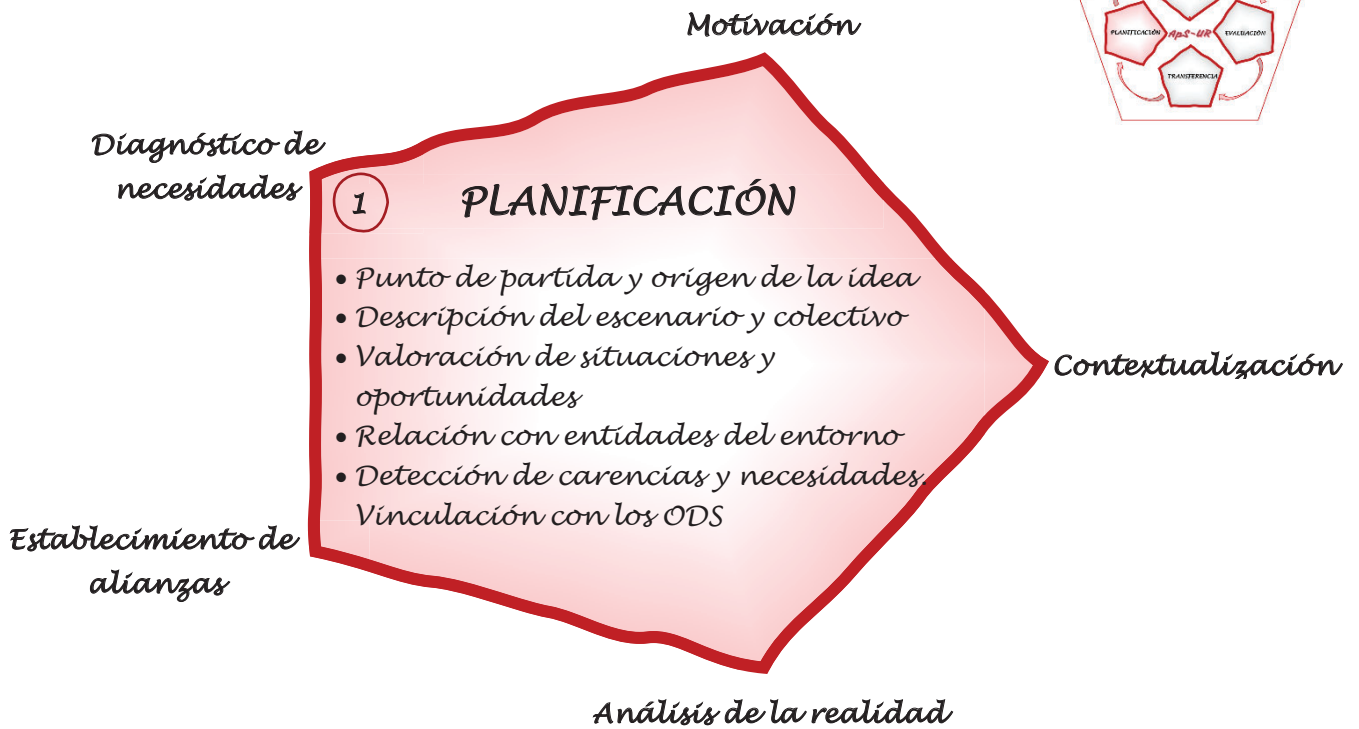 Motivación
PLANIFICACIÓN
ApS-UR
EVALUACIÓN
TRANSFERENCIA
Diagnóstico de
necesidades
1
PLANIFICACIÓN
• Punto de partida y origen de la idea
• Descripción del escenario y colectivo
• Valoración de situaciones y
oportunidades
• Relación con entidades del entorno
• Detección de carencias y necesidades.
Vinculación con los ODS
Contextualización
Establecimiento de
alianzas
Análisis de la realidad